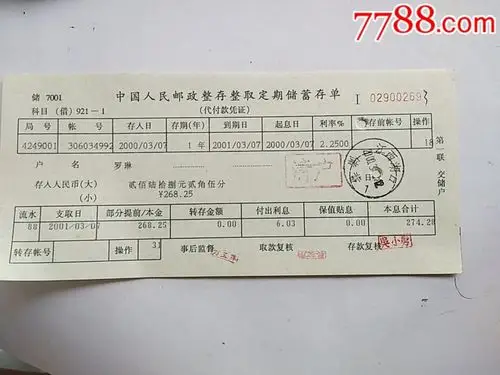 7788.com
储 7001
中国人民邮政整存整取定期储蓄存单
I 02900269
科目(借)921-1
(代付款凭证)
局 号 帐 号 存入日 存期(年) 到期日 起息日 利率% 存前帐号 操作
4249001 306034992 2000/03/07 1 年 2001/03/07 2000/03/07 2.2500 18
户 名 罗琳
第一联 交储户
存入人民币(大) 贰佰陆拾捌元贰角伍分
(小) ¥268.25
清户
流水 支取日 部分提前/本金 转存金额 付出利息 保值贴息 本息合计
88 2001/03/07 268.25 0.00 6.03 0.00 274.28
转存帐号 操作 31 事后监督 取款复核 存款复核